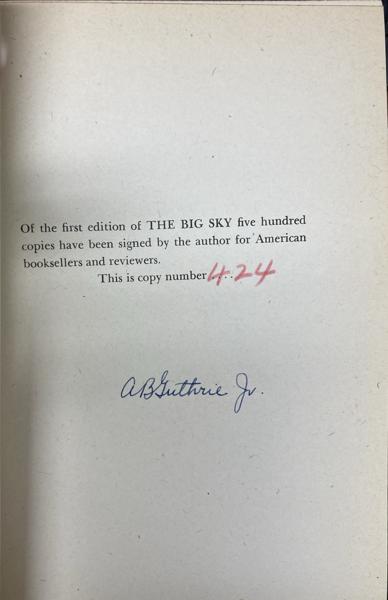 Of the first edition of THE BIG SKY five hundred
copies have been signed by the author for American
booksellers and reviewers.
This is copy number....424
A B Guthrie Jr.